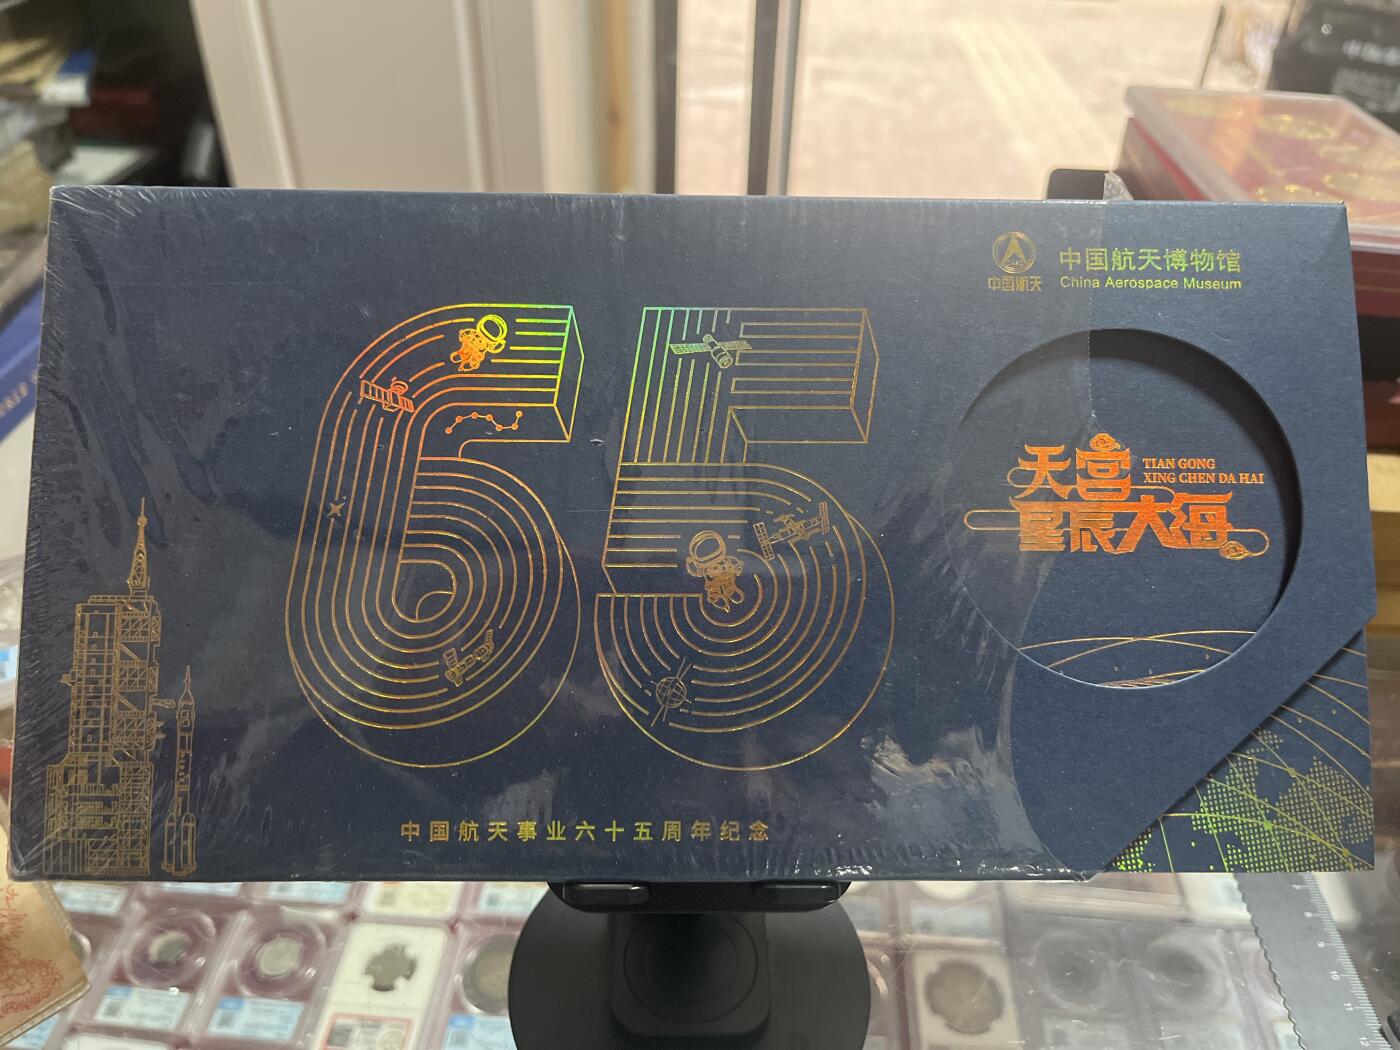 中国航天
中国航天博物馆
China Aerospace Museum
65
天宫
TIAN GONG
XING CHEN DA HAI
星辰大海
中国航天事业六十五周年纪念